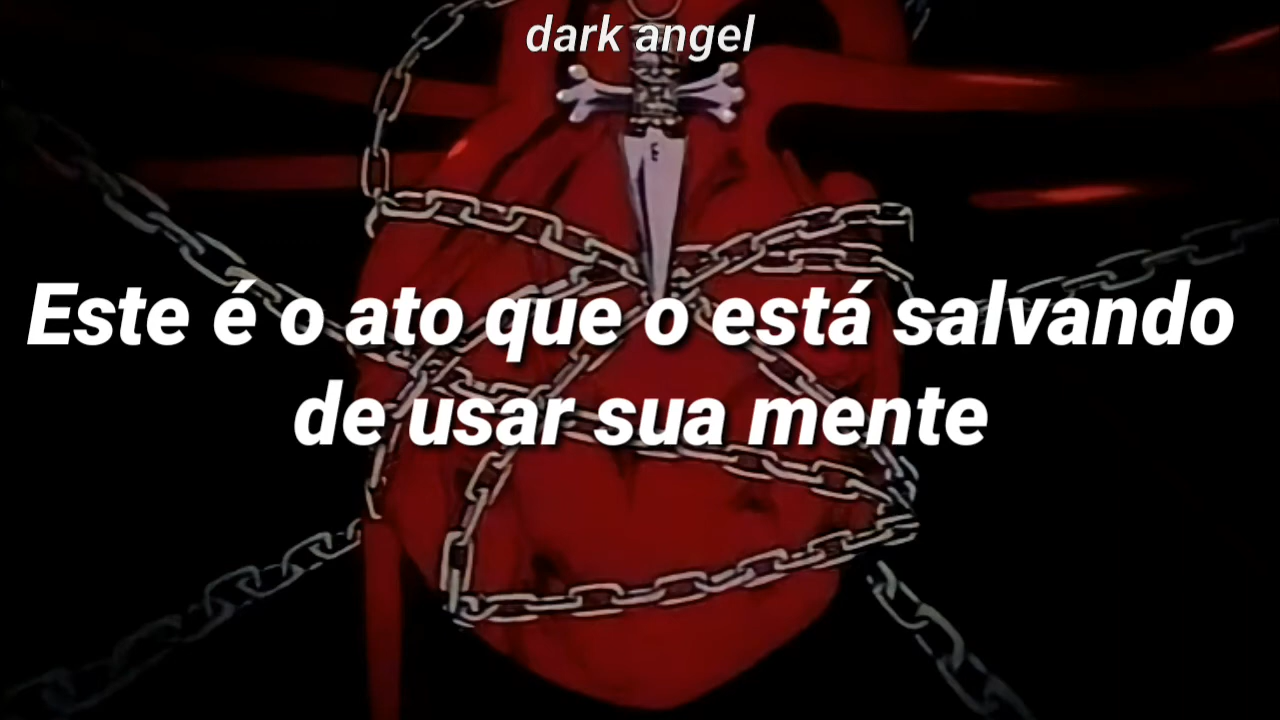 dark angel
Este é o ato que o está salvando
de usar sua mente